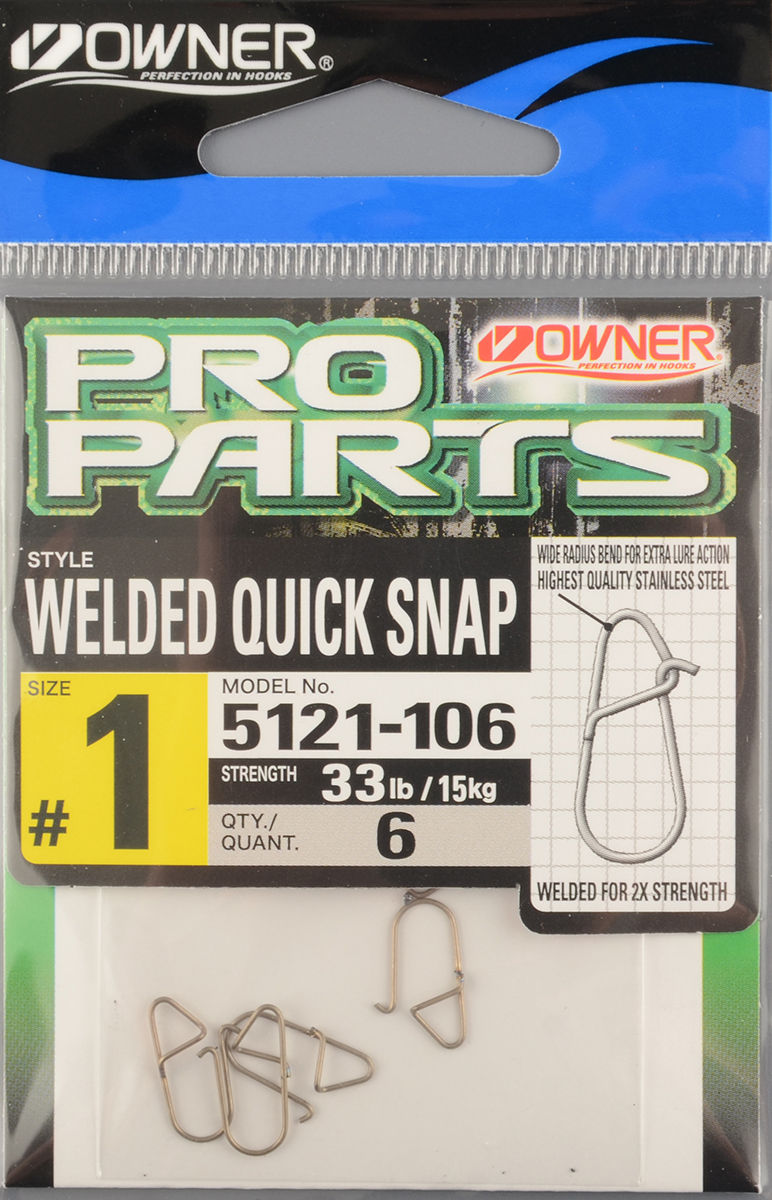 OWNER®
PERFECTION IN HOOKS
PRO
PARTS
OWNER®
PERFECTION IN HOOKS
STYLE
WELDED QUICK SNAP
SIZE
#1
MODEL No.
5121-106
STRENGTH 33lb / 15kg
QTY./
QUANT. 6
WIDE RADIUS BEND FOR EXTRA LURE ACTION
HIGHEST QUALITY STAINLESS STEEL
WELDED FOR 2X STRENGTH